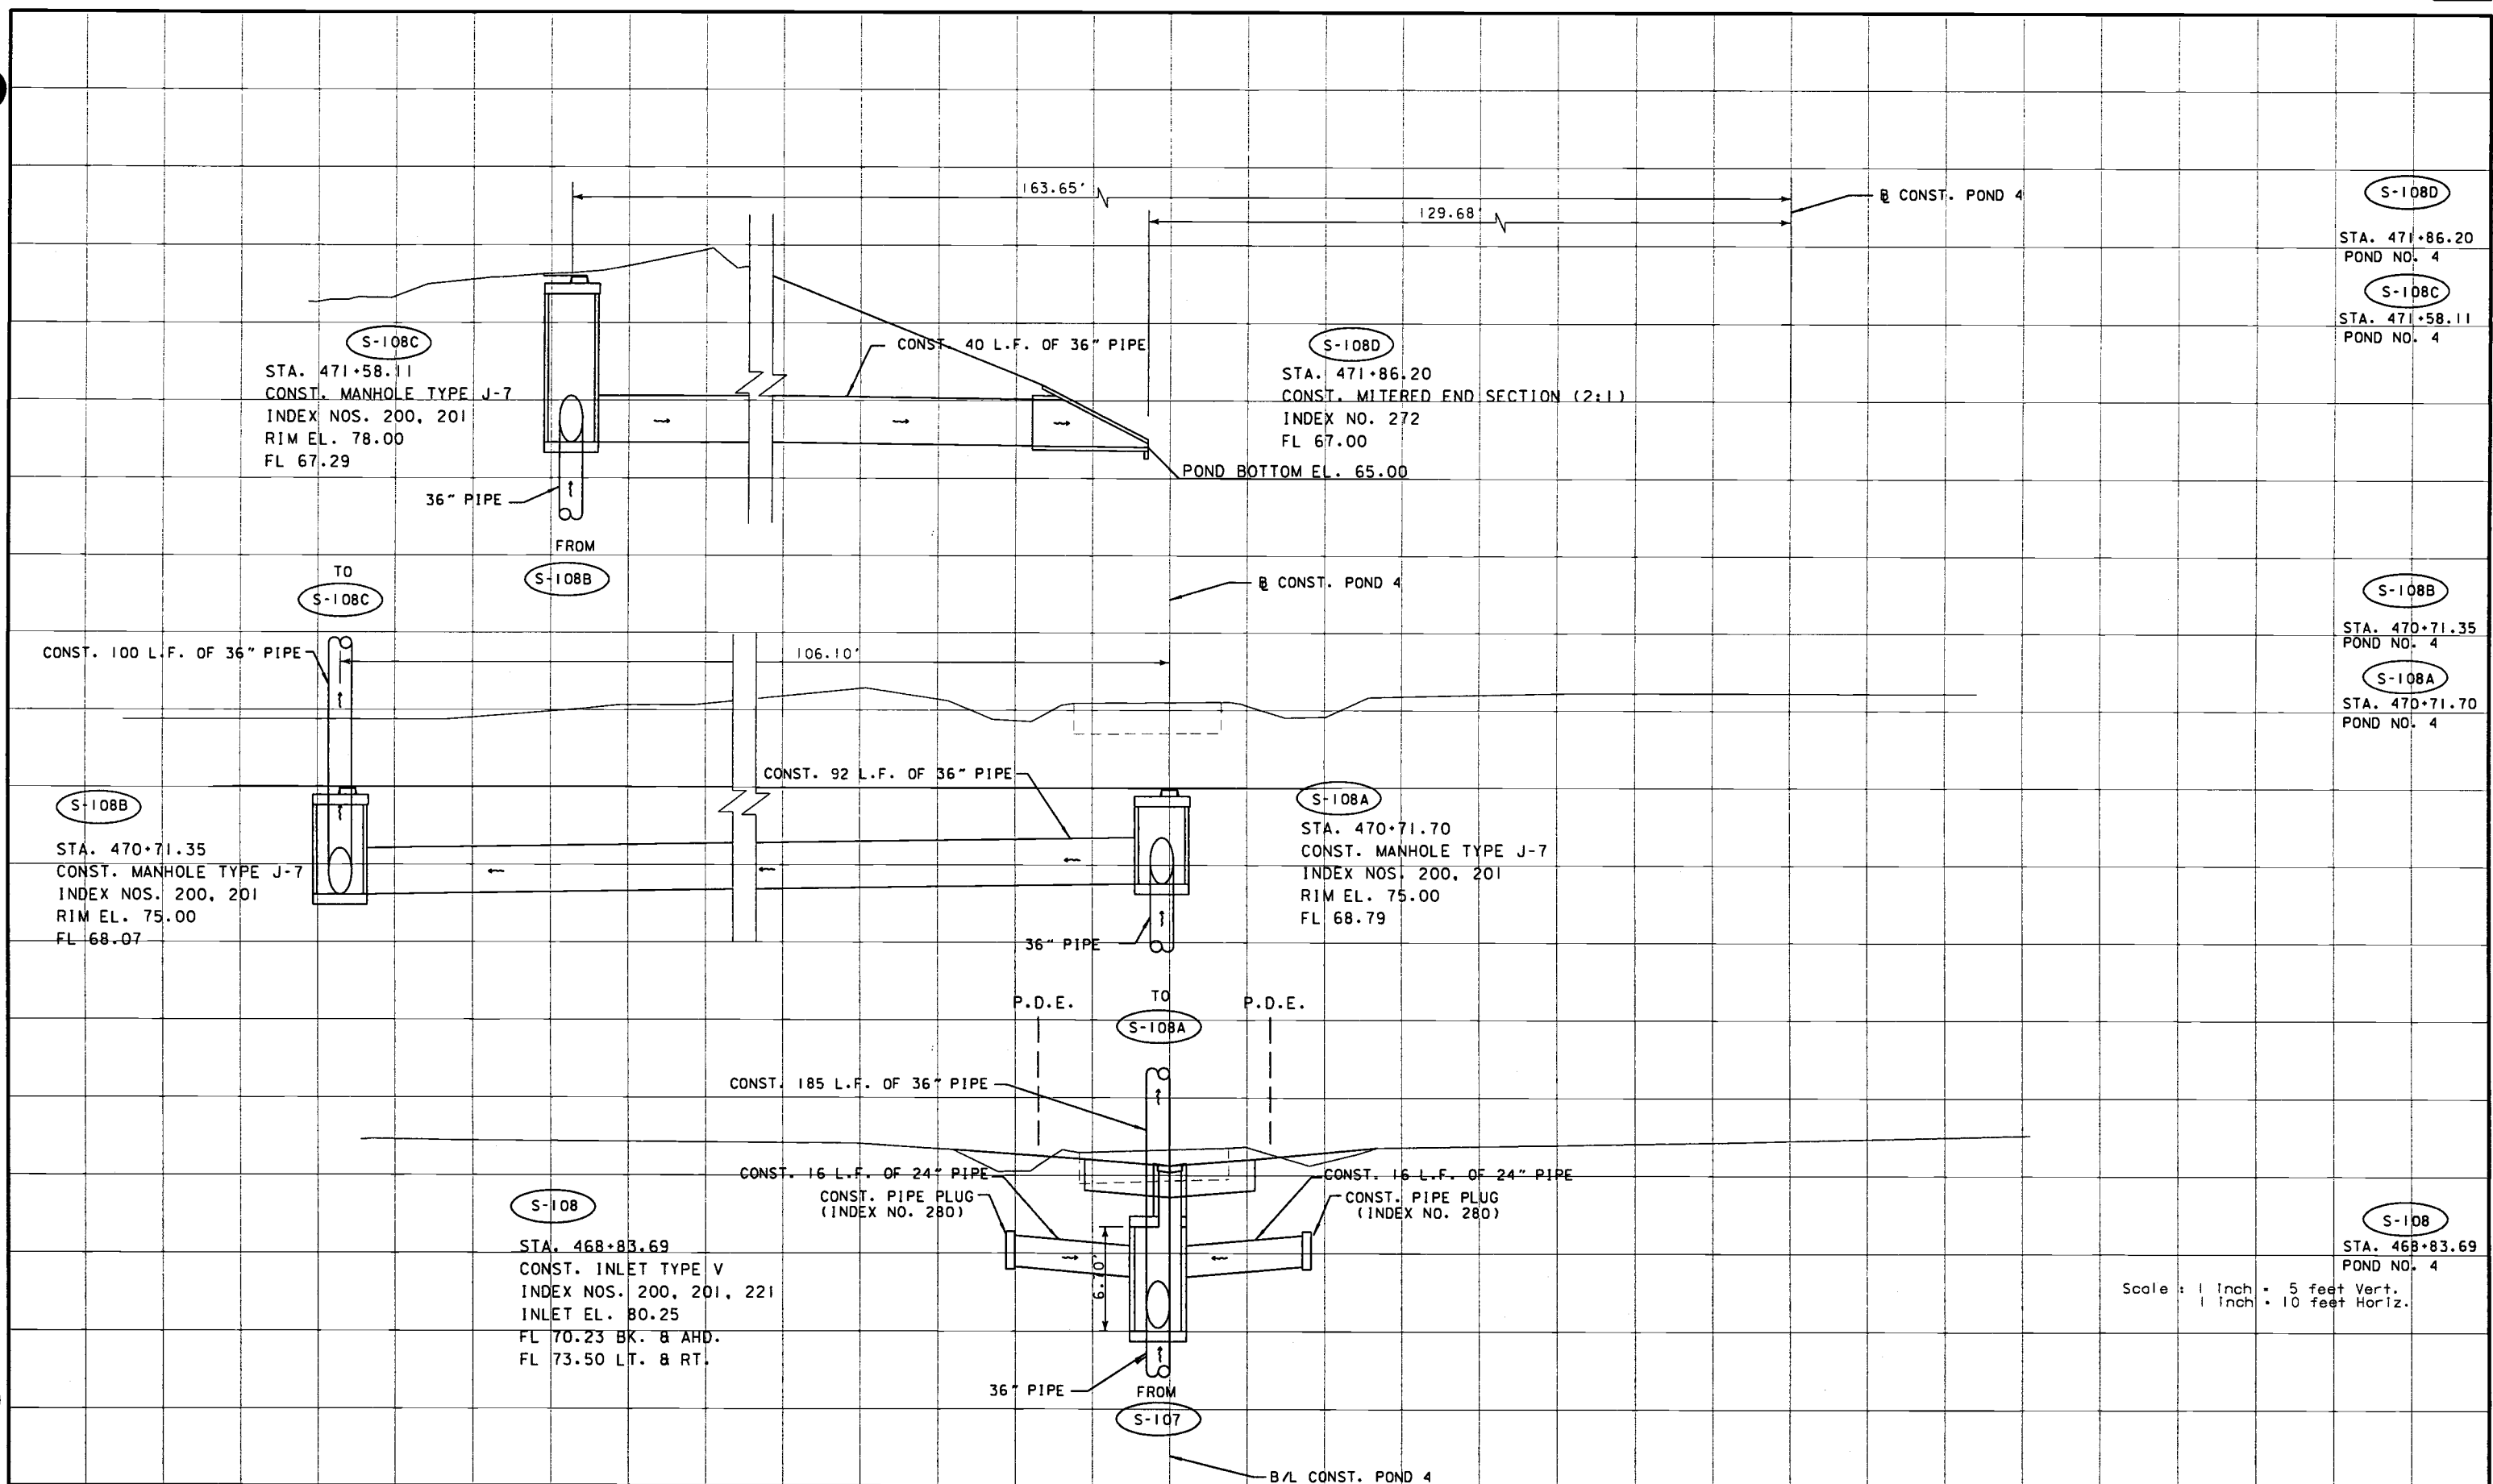 163.65'
℄ CONST. POND 4
129.68'
S-108D
STA. 471+86.20
POND NO. 4
S-108C
STA. 471+58.11
POND NO. 4
S-108C
STA. 471+58.11
CONST. MANHOLE TYPE J-7
INDEX NOS. 200, 201
RIM EL. 78.00
FL 67.29
CONST. 40 L.F. OF 36" PIPE
S-108D
STA. 471+86.20
CONST. MITERED END SECTION (2:1)
INDEX NO. 272
FL 67.00
POND BOTTOM EL. 65.00
36" PIPE
FROM
S-108B
TO
S-108C
℄ CONST. POND 4
S-108B
STA. 470+71.35
POND NO. 4
S-108A
STA. 470+71.70
POND NO. 4
CONST. 100 L.F. OF 36" PIPE
106.10'
CONST. 92 L.F. OF 36" PIPE
S-108B
STA. 470+71.35
CONST. MANHOLE TYPE J-7
INDEX NOS. 200, 201
RIM EL. 75.00
FL 68.07
S-108A
STA. 470+71.70
CONST. MANHOLE TYPE J-7
INDEX NOS. 200, 201
RIM EL. 75.00
FL 68.79
36" PIPE
P.D.E.
TO
S-108A
P.D.E.
CONST. 185 L.F. OF 36" PIPE
CONST. 16 L.F. OF 24" PIPE
CONST. PIPE PLUG
(INDEX NO. 280)
CONST. 16 L.F. OF 24" PIPE
CONST. PIPE PLUG
(INDEX NO. 280)
S-108
STA. 468+83.69
CONST. INLET TYPE V
INDEX NOS. 200, 201, 221
INLET EL. 80.25
FL 70.23 BK. & AHD.
FL 73.50 LT. & RT.
6.70'
S-108
STA. 468+83.69
POND NO. 4
Scale : 1 inch = 5 feet Vert.
1 inch = 10 feet Horiz.
36" PIPE
FROM
S-107
B/L CONST. POND 4